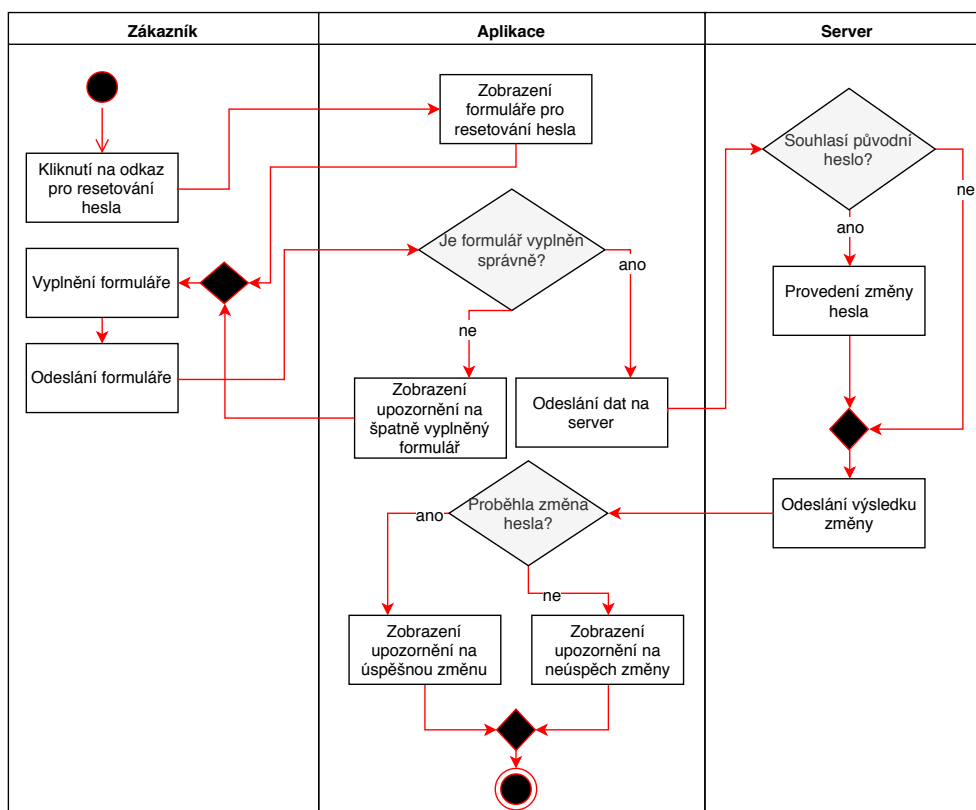 Zákazník
Aplikace
Server
Zobrazení
formuláře pro
resetování hesla
Kliknutí na odkaz
pro resetování
hesla
Souhlasí původní
heslo?
ne
ano
Je formulář vyplněn
správně?
ano
ne
Vyplnění formuláře
Provedení změny
hesla
Odeslání formuláře
Zobrazení
upozornění na
špatně vyplněný
formulář
Odeslání dat na
server
Proběhla změna
hesla?
ano
ne
Odeslání výsledku
změny
Zobrazení
upozornění na
úspěšnou změnu
Zobrazení
upozornění na
neúspěch změny